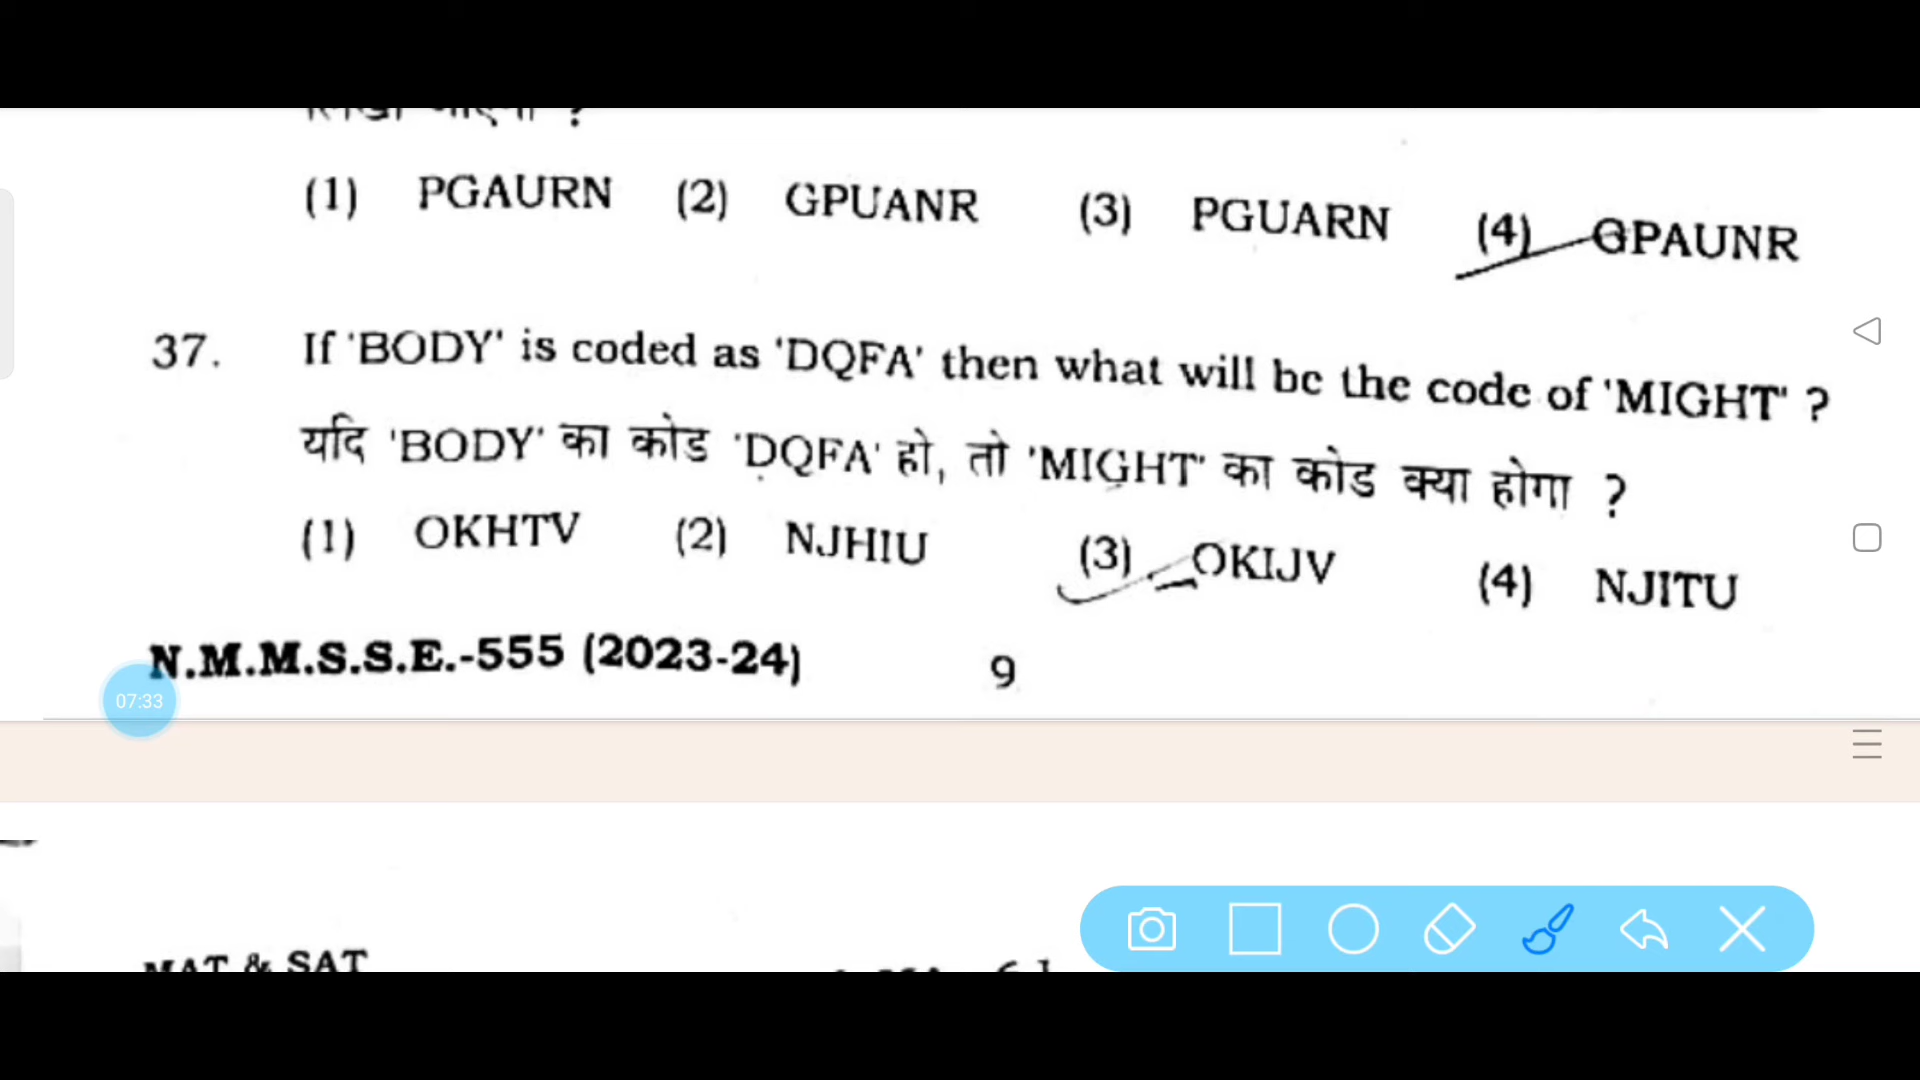 (1) PGAURN (2) GPUANR (3) PGUARN (4) GPAUNR
37. If 'BODY' is coded as 'DQFA' then what will be the code of 'MIGHT' ?
यदि 'BODY' का कोड 'DQFA' हो, तो 'MIGHT' का कोड क्या होगा ?
(1) OKHTV (2) NJHIU (3) OKIJV (4) NJITU
N.M.M.S.S.E.-555 (2023-24) 9
07:33
MAT & SAT